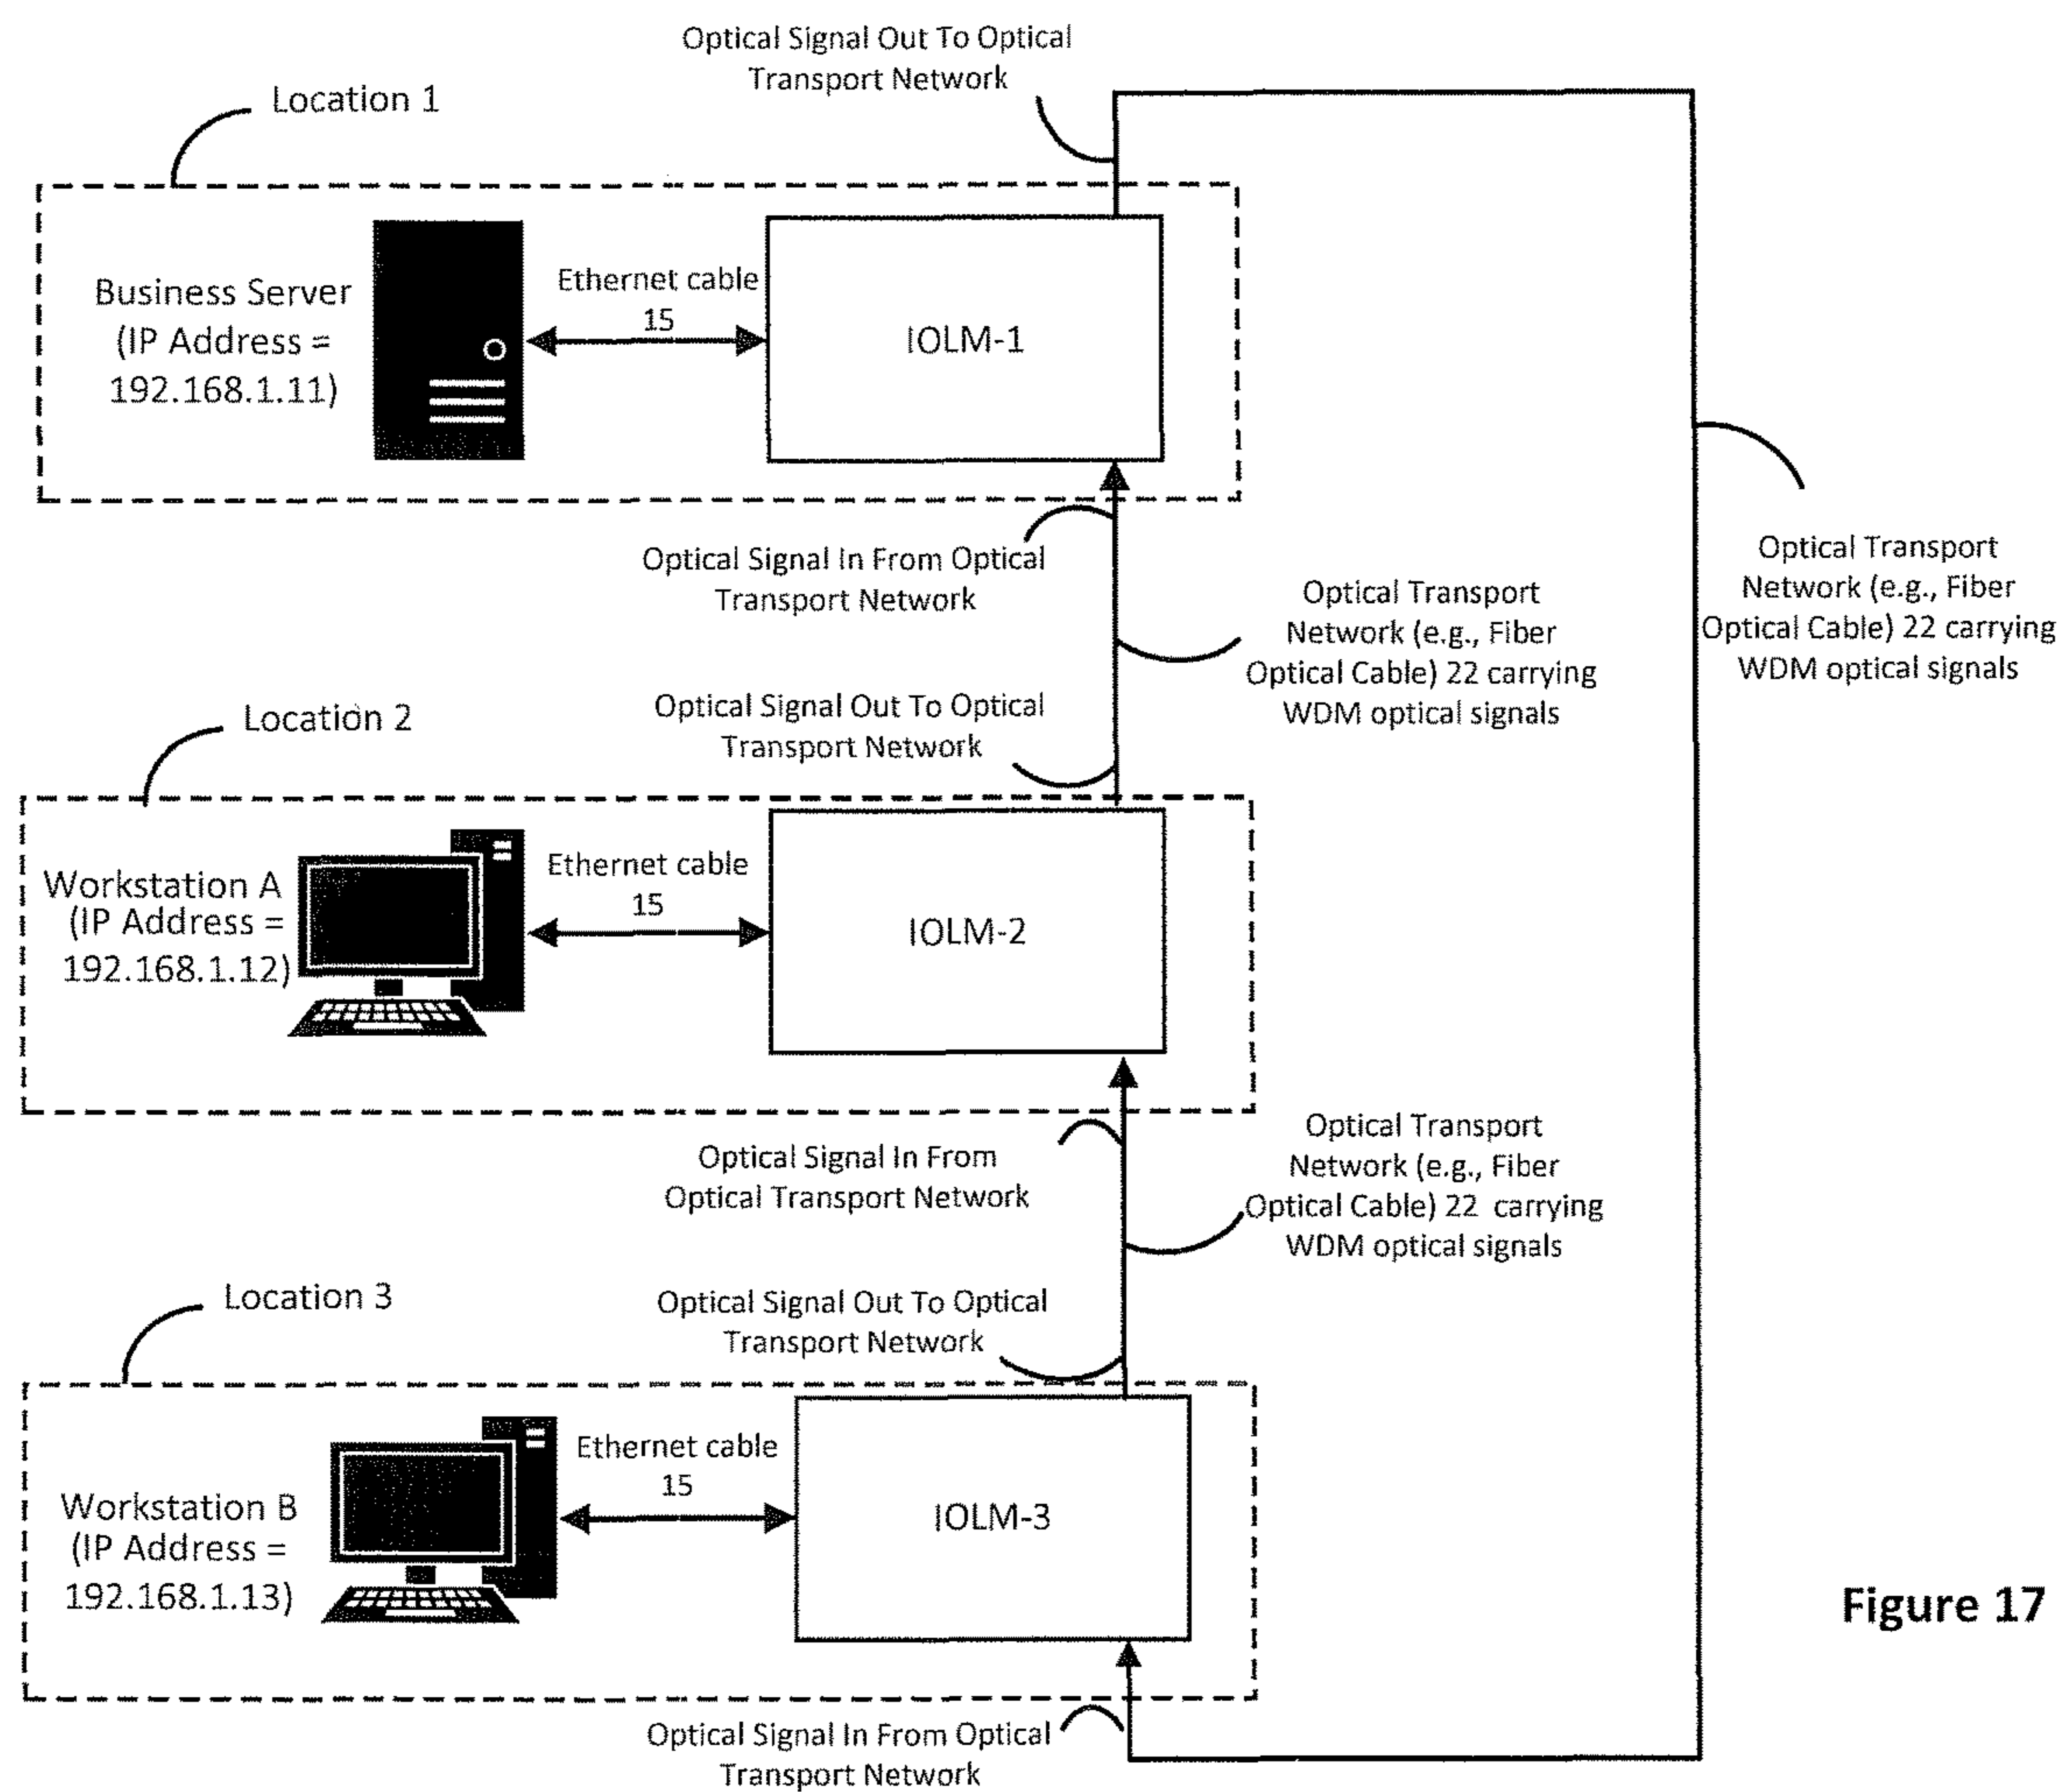 Optical Signal Out To Optical
Transport Network
Location 1
Business Server
(IP Address =
192.168.1.11)
Ethernet cable
15
IOLM-1
Optical Signal In From Optical
Transport Network
Optical Transport
Network (e.g., Fiber
Optical Cable) 22 carrying
WDM optical signals
Optical Transport
Network (e.g., Fiber
Optical Cable) 22 carrying
WDM optical signals
Optical Signal Out To Optical
Transport Network
Location 2
Workstation A
(IP Address =
192.168.1.12)
Ethernet cable
15
IOLM-2
Optical Signal In From
Optical Transport Network
Optical Transport
Network (e.g., Fiber
Optical Cable) 22 carrying
WDM optical signals
Optical Signal Out To Optical
Transport Network
Location 3
Workstation B
(IP Address =
192.168.1.13)
Ethernet cable
15
IOLM-3
Optical Signal In From Optical
Transport Network
Figure 17